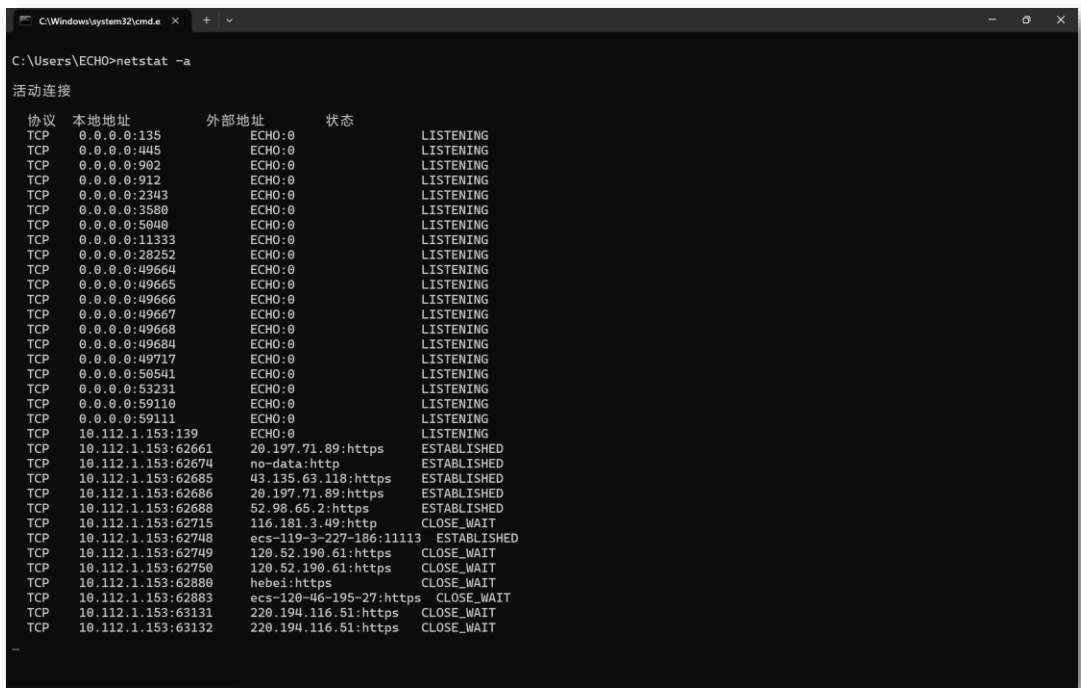 C:\Windows\system32\cmd.e
C:\Users\ECHO>netstat -a
活动连接
协议 本地地址 外部地址 状态
TCP 0.0.0.0:135 ECHO:0 LISTENING
TCP 0.0.0.0:445 ECHO:0 LISTENING
TCP 0.0.0.0:902 ECHO:0 LISTENING
TCP 0.0.0.0:912 ECHO:0 LISTENING
TCP 0.0.0.0:2343 ECHO:0 LISTENING
TCP 0.0.0.0:3580 ECHO:0 LISTENING
TCP 0.0.0.0:5040 ECHO:0 LISTENING
TCP 0.0.0.0:11333 ECHO:0 LISTENING
TCP 0.0.0.0:28252 ECHO:0 LISTENING
TCP 0.0.0.0:49664 ECHO:0 LISTENING
TCP 0.0.0.0:49665 ECHO:0 LISTENING
TCP 0.0.0.0:49666 ECHO:0 LISTENING
TCP 0.0.0.0:49667 ECHO:0 LISTENING
TCP 0.0.0.0:49668 ECHO:0 LISTENING
TCP 0.0.0.0:49684 ECHO:0 LISTENING
TCP 0.0.0.0:49717 ECHO:0 LISTENING
TCP 0.0.0.0:50541 ECHO:0 LISTENING
TCP 0.0.0.0:53231 ECHO:0 LISTENING
TCP 0.0.0.0:59110 ECHO:0 LISTENING
TCP 0.0.0.0:59111 ECHO:0 LISTENING
TCP 10.112.1.153:139 ECHO:0 LISTENING
TCP 10.112.1.153:62661 20.197.71.89:https ESTABLISHED
TCP 10.112.1.153:62674 no-data:http ESTABLISHED
TCP 10.112.1.153:62685 43.135.63.118:https ESTABLISHED
TCP 10.112.1.153:62686 20.197.71.89:https ESTABLISHED
TCP 10.112.1.153:62688 52.98.65.2:https ESTABLISHED
TCP 10.112.1.153:62715 116.181.3.49:http CLOSE_WAIT
TCP 10.112.1.153:62748 ecs-119-3-227-186:11113 ESTABLISHED
TCP 10.112.1.153:62749 120.52.190.61:https CLOSE_WAIT
TCP 10.112.1.153:62750 120.52.190.61:https CLOSE_WAIT
TCP 10.112.1.153:62880 hebei:https CLOSE_WAIT
TCP 10.112.1.153:62883 ecs-120-46-195-27:https CLOSE_WAIT
TCP 10.112.1.153:63131 220.194.116.51:https CLOSE_WAIT
TCP 10.112.1.153:63132 220.194.116.51:https CLOSE_WAIT